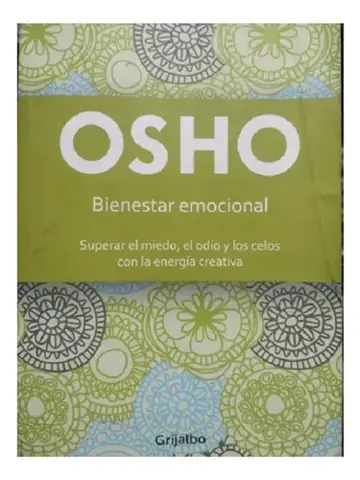 OSHO
Bienestar emocional
Superar el miedo, el odio y los celos
con la energía creativa
Grijalbo